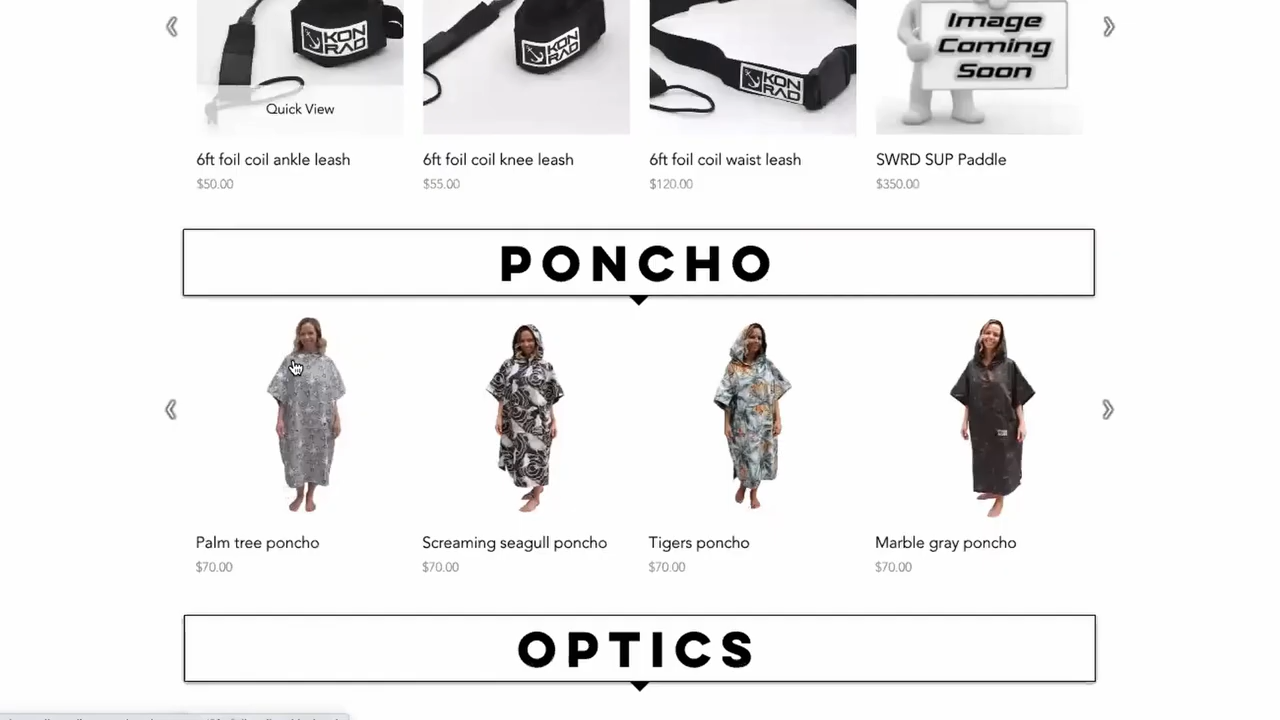 KON
RAD
KON
RAD
KON
RAD
Image
Coming
Soon
Quick View
6ft foil coil ankle leash
6ft foil coil knee leash
6ft foil coil waist leash
SWRD SUP Paddle
$50.00
$55.00
$120.00
$350.00
PONCHO
Palm tree poncho
Screaming seagull poncho
Tigers poncho
Marble gray poncho
$70.00
$70.00
$70.00
$70.00
OPTICS